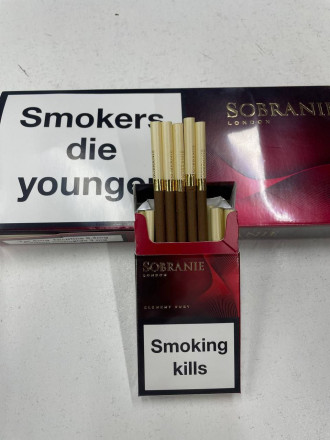 Smokers
die
younger
SOBRANIE
LONDON
SOBRANIE
LONDON
Smoking
kills